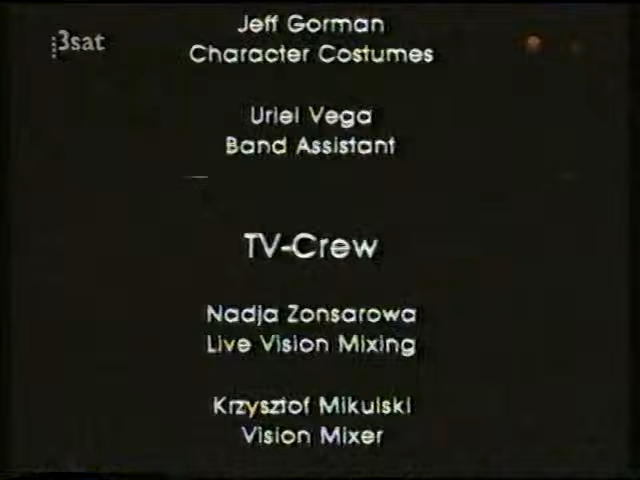 Jeff Gorman
3sat
Character Costumes
Uriel Vega
Band Assistant
TV-Crew
Nadja Zonsarowa
Live Vision Mixing
Krzysztof Mikulski
Vision Mixer